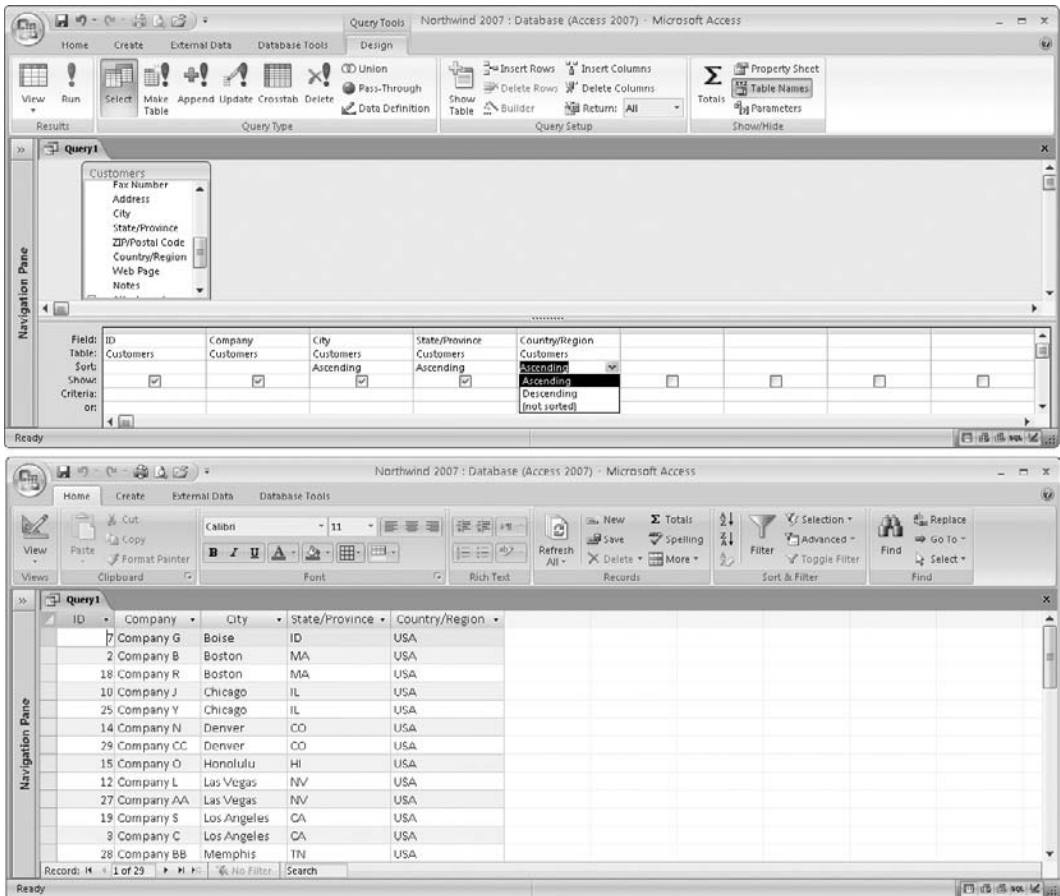 Query Tools Northwind 2007 : Database (Access 2007) - Microsoft Access
Home Create External Data Database Tools Design
View Run Select Make Table Append Update Crosstab Delete
Union
Pass-Through
Data Definition
Show Table
Insert Rows Insert Columns
Delete Rows Delete Columns
Builder Return: All
Totals
Property Sheet
Table Names
Parameters
Results Query Type Query Setup Show/Hide
Query1
Navigation Pane
Customers
Fax Number
Address
City
State/Province
ZIP/Postal Code
Country/Region
Web Page
Notes
Field: ID Company City State/Province Country/Region
Table: Customers Customers Customers Customers Customers
Sort: Ascending Ascending Ascending
Show: Ascending
Criteria: Descending
or: (not sorted)
Ready SQL
Northwind 2007 : Database (Access 2007) - Microsoft Access
Home Create External Data Database Tools
View Paste
Cut
Copy
Format Painter
Calibri 11
B I U A
Refresh All
New Totals
Save Spelling
Delete More
Filter
Selection
Advanced
Toggle Filter
Find
Replace
Go To
Select
Views Clipboard Font Rich Text Records Sort & Filter Find
Query1
Navigation Pane
ID Company City State/Province Country/Region
7 Company G Boise ID USA
2 Company B Boston MA USA
18 Company R Boston MA USA
10 Company J Chicago IL USA
25 Company Y Chicago IL USA
14 Company N Denver CO USA
29 Company CC Denver CO USA
15 Company O Honolulu HI USA
12 Company L Las Vegas NV USA
27 Company AA Las Vegas NV USA
19 Company S Los Angeles CA USA
3 Company C Los Angeles CA USA
28 Company BB Memphis TN USA
Record: 1 of 29 No Filter Search
Ready SQL